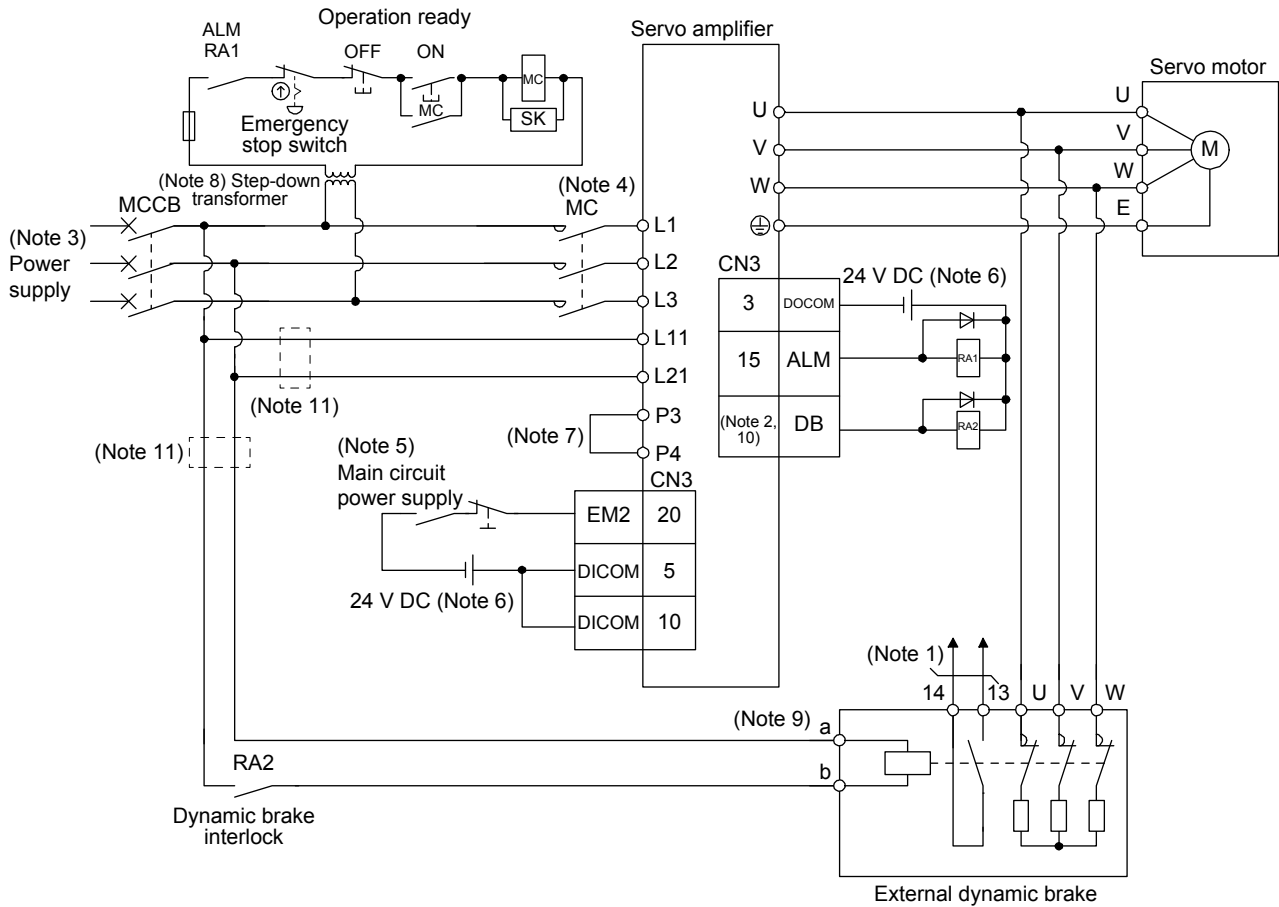 Operation ready
ALM
RA1
OFF
ON
MC
MC
SK
Emergency
stop switch
(Note 8) Step-down
transformer
MCCB
(Note 3)
Power
supply
(Note 4)
MC
Servo amplifier
L1
L2
L3
L11
L21
P3
P4
(Note 11)
(Note 11)
(Note 7)
(Note 5)
Main circuit
power supply
CN3
EM2
20
DICOM
5
DICOM
10
24 V DC (Note 6)
U
V
W
Servo motor
U
V
W
E
M
CN3
24 V DC (Note 6)
3
DOCOM
15
ALM
RA1
(Note 2,
10)
DB
RA2
(Note 1)
14
13
U
V
W
(Note 9)
a
b
RA2
Dynamic brake
interlock
External dynamic brake